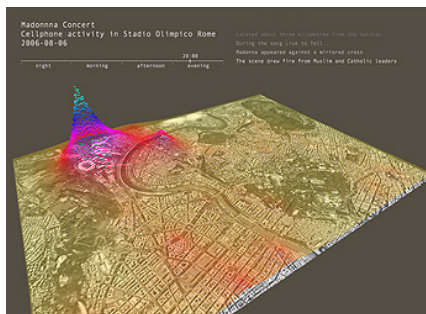 Madonnna Concert
Cellphone activity in Stadio Olimpico Rome
2006-08-06
20:00
night morning afternoon evening
Located about three kilometres from the Vatican
During the song Live to Tell...
Madonna appeared against a mirrored cross
The scene drew fire from Muslim and Catholic leaders